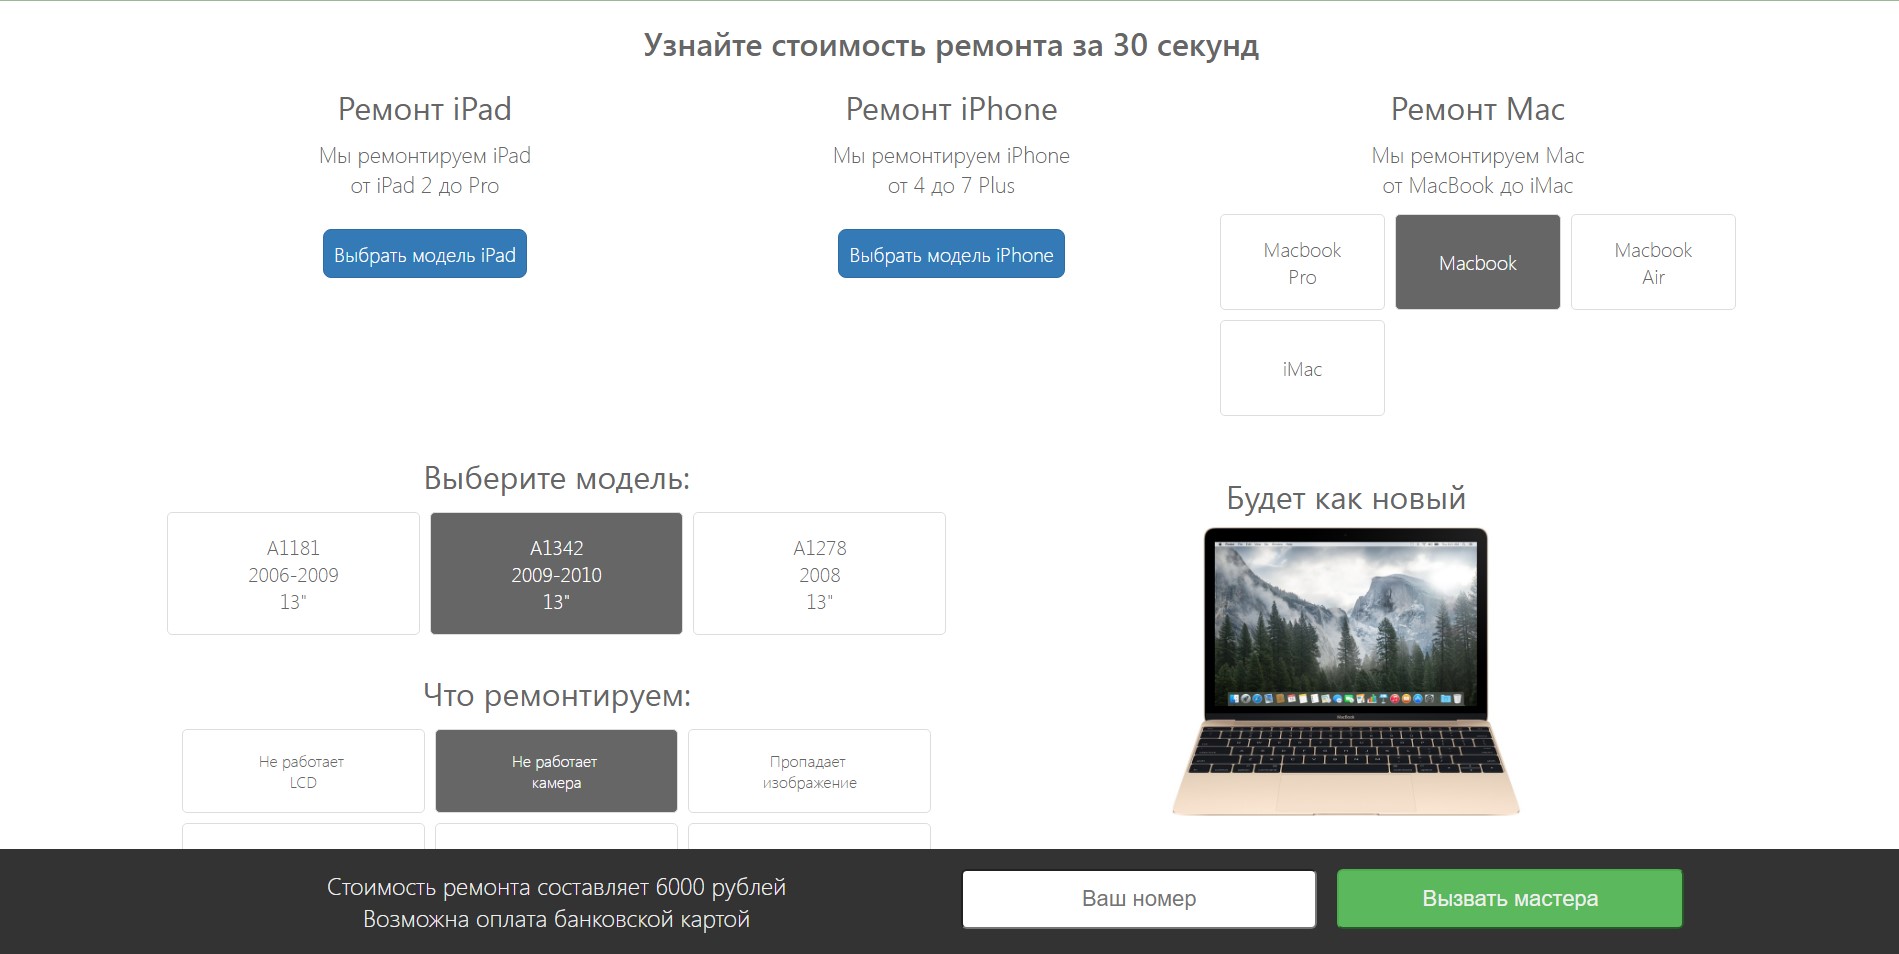 Узнайте стоимость ремонта за 30 секунд
Ремонт iPad
Мы ремонтируем iPad
от iPad 2 до Pro
Выбрать модель iPad
Ремонт iPhone
Мы ремонтируем iPhone
от 4 до 7 Plus
Выбрать модель iPhone
Ремонт Mac
Мы ремонтируем Mac
от MacBook до iMac
Macbook
Pro
Macbook
Macbook
Air
iMac
Выберите модель:
A1181
2006-2009
13"
A1342
2009-2010
13"
A1278
2008
13"
Что ремонтируем:
Не работает
LCD
Не работает
камера
Пропадает
изображение
Будет как новый
MacBook
Стоимость ремонта составляет 6000 рублей
Возможна оплата банковской картой
Ваш номер
Вызвать мастера